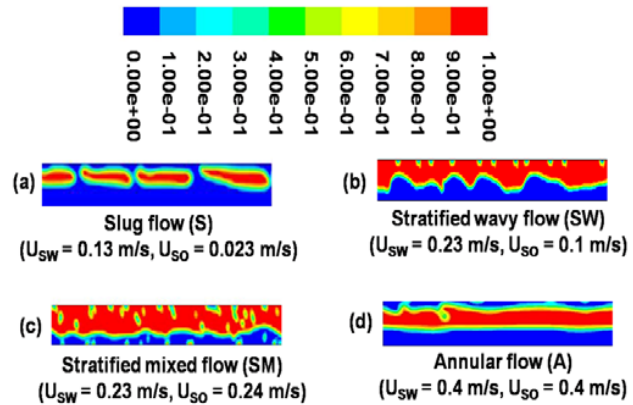 0.00e+00
1.00e-01
2.00e-01
3.00e-01
4.00e-01
5.00e-01
6.00e-01
7.00e-01
8.00e-01
9.00e-01
1.00e+00
(a)
Slug flow (S)
(USW = 0.13 m/s, USO = 0.023 m/s)
(b)
Stratified wavy flow (SW)
(USW = 0.23 m/s, USO = 0.1 m/s)
(c)
Stratified mixed flow (SM)
(USW = 0.23 m/s, USO = 0.24 m/s)
(d)
Annular flow (A)
(USW = 0.4 m/s, USO = 0.4 m/s)